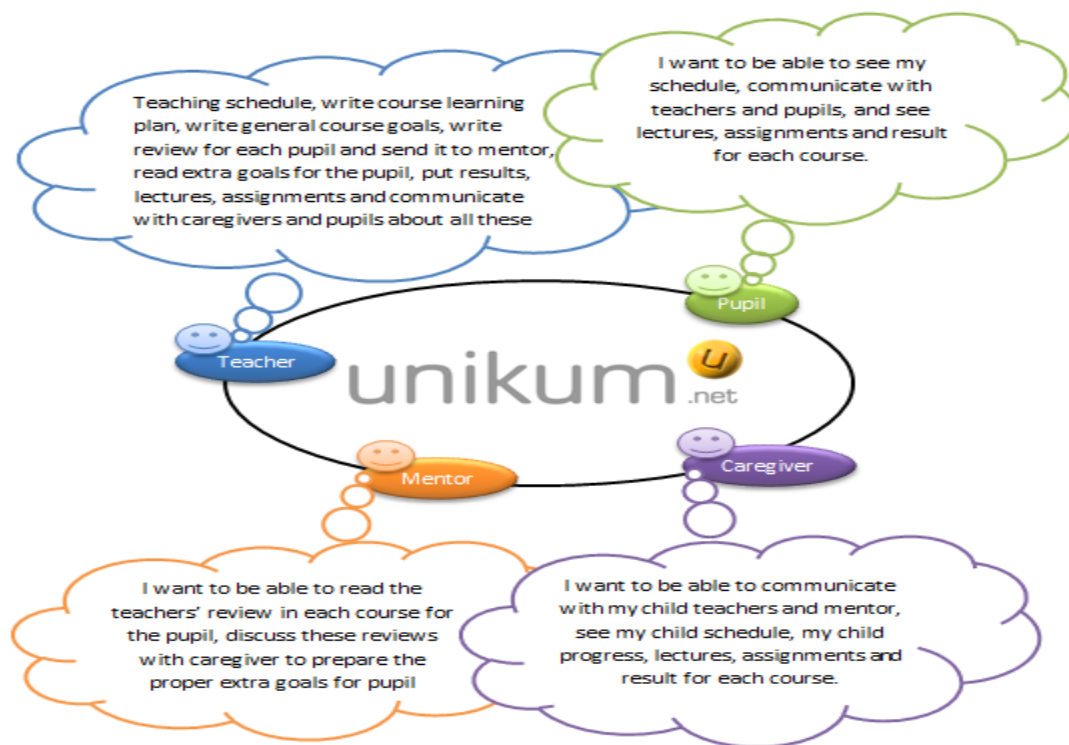 I want to be able to see my
schedule, communicate with
teachers and pupils, and see
lectures, assignments and result
for each course.
Teaching schedule, write course learning
plan, write general course goals, write
review for each pupil and send it to mentor,
read extra goals for the pupil, put results,
lectures, assignments and communicate
with caregivers and pupils about all these
Pupil
Teacher
unikum
u
.net
Mentor
Caregiver
I want to be able to read the
teachers’ review in each course for
the pupil, discuss these reviews
with caregiver to prepare the
proper extra goals for pupil
I want to be able to communicate
with my child teachers and mentor,
see my child schedule, my child
progress, lectures, assignments and
result for each course.